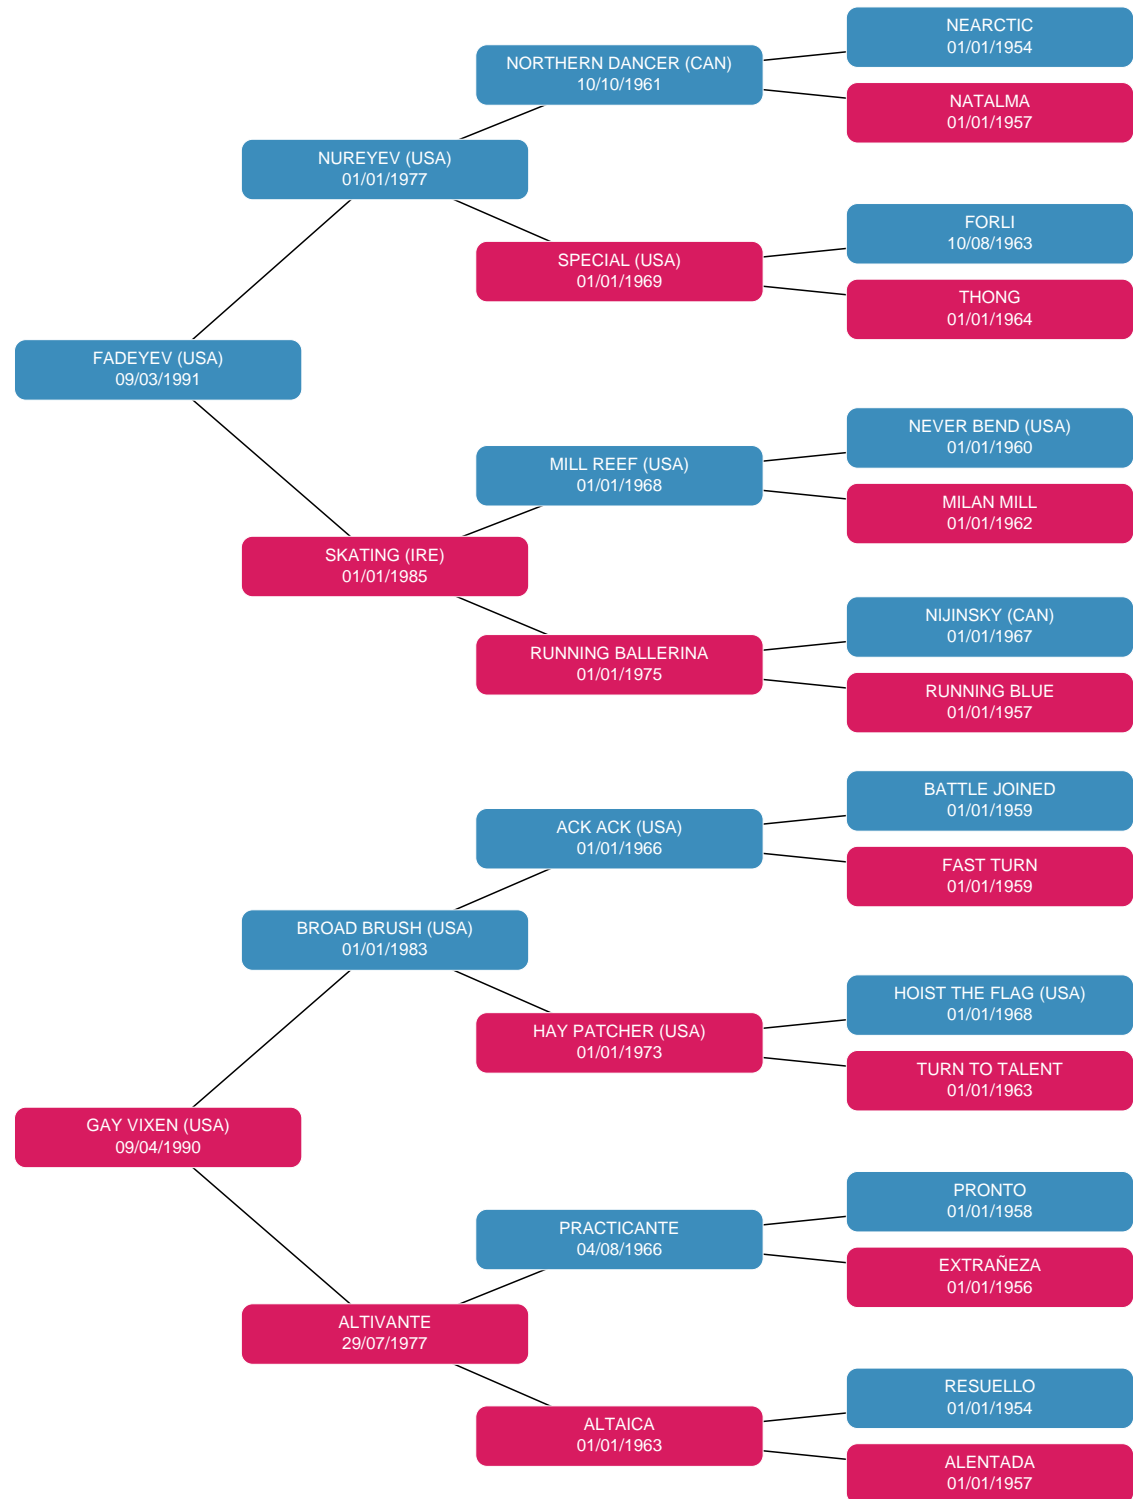 NEARCTIC
01/01/1954
NORTHERN DANCER (CAN)
10/10/1961
NATALMA
01/01/1957
NUREYEV (USA)
01/01/1977
FORLI
10/08/1963
SPECIAL (USA)
01/01/1969
THONG
01/01/1964
FADEYEV (USA)
09/03/1991
NEVER BEND (USA)
01/01/1960
MILL REEF (USA)
01/01/1968
MILAN MILL
01/01/1962
SKATING (IRE)
01/01/1985
NIJINSKY (CAN)
01/01/1967
RUNNING BALLERINA
01/01/1975
RUNNING BLUE
01/01/1957
BATTLE JOINED
01/01/1959
ACK ACK (USA)
01/01/1966
FAST TURN
01/01/1959
BROAD BRUSH (USA)
01/01/1983
HOIST THE FLAG (USA)
01/01/1968
HAY PATCHER (USA)
01/01/1973
TURN TO TALENT
01/01/1963
GAY VIXEN (USA)
09/04/1990
PRONTO
01/01/1958
PRACTICANTE
04/08/1966
EXTRAÑEZA
01/01/1956
ALTIVANTE
29/07/1977
RESUELLO
01/01/1954
ALTAICA
01/01/1963
ALENTADA
01/01/1957